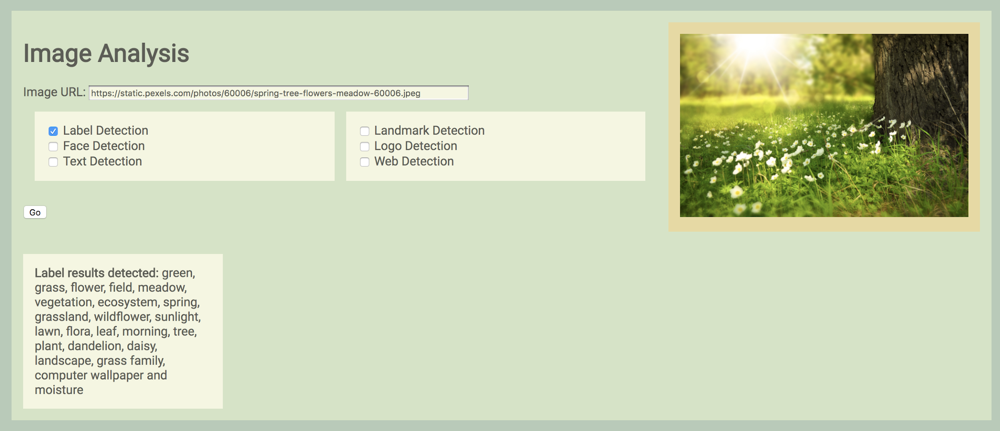 Image Analysis
Image URL: https://static.pexels.com/photos/60006/spring-tree-flowers-meadow-60006.jpeg
Label Detection
Face Detection
Text Detection
Landmark Detection
Logo Detection
Web Detection
Go
Label results detected: green,
grass, flower, field, meadow,
vegetation, ecosystem, spring,
grassland, wildflower, sunlight,
lawn, flora, leaf, morning, tree,
plant, dandelion, daisy,
landscape, grass family,
computer wallpaper and
moisture